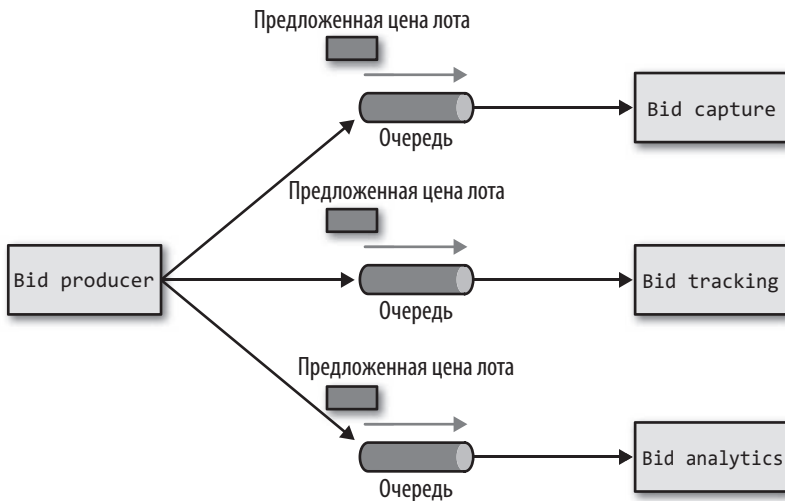 Предложенная цена лота
Очередь
Bid capture
Предложенная цена лота
Bid producer
Очередь
Bid tracking
Предложенная цена лота
Очередь
Bid analytics